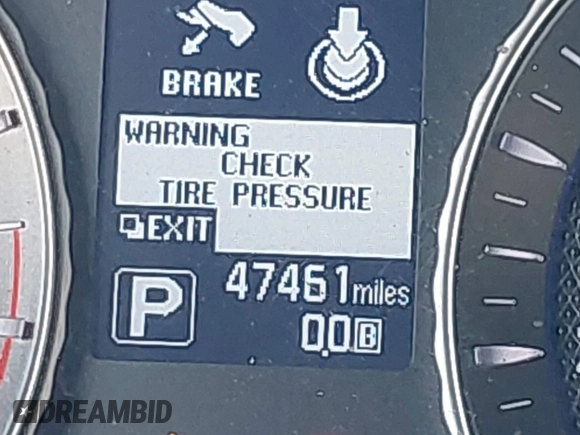 BRAKE
WARNING
CHECK
TIRE PRESSURE
EXIT
P
47461 miles
0.0 B
DREAMBID